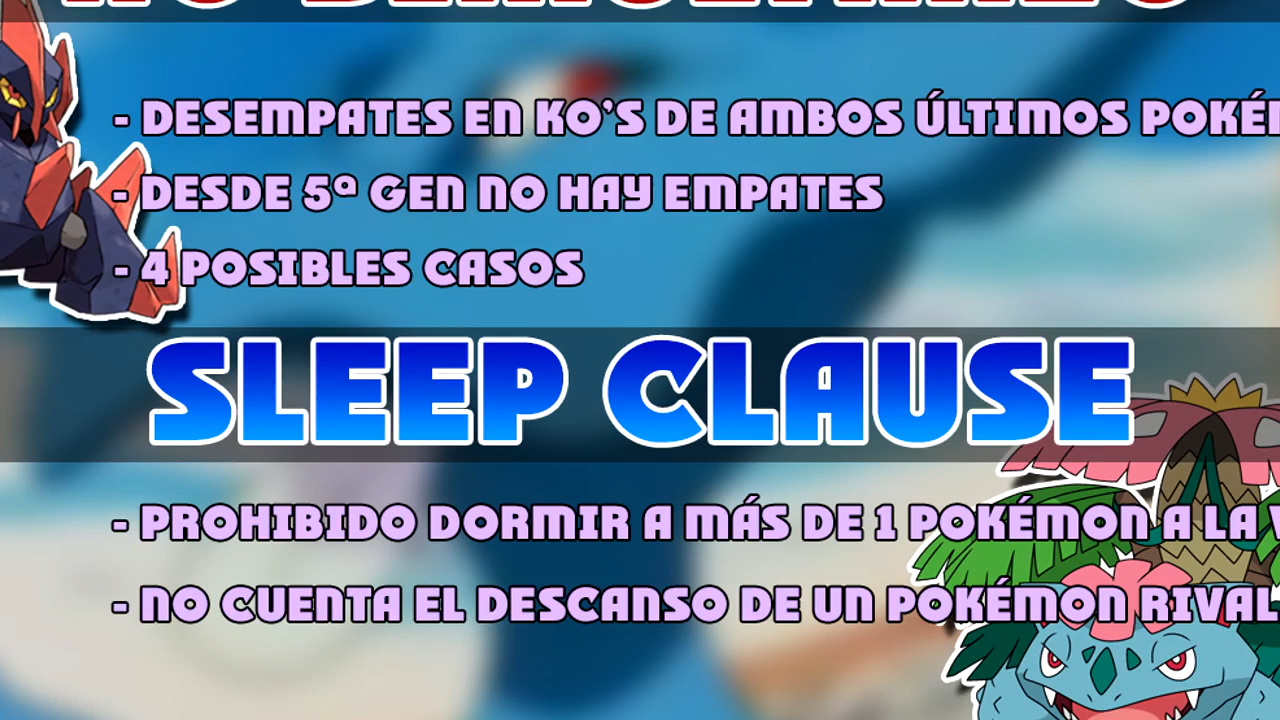 - DESEMPATES EN KO'S DE AMBOS ÚLTIMOS
- DESDE 5ª GEN NO HAY EMPATES
- 4 POSIBLES CASOS
SLEEP CLAUSE
- PROHIBIDO DORMIR A MÁS DE 1 POKÉMON A LA
- NO CUENTA EL DESCANSO DE UN POKÉMON RIVAL